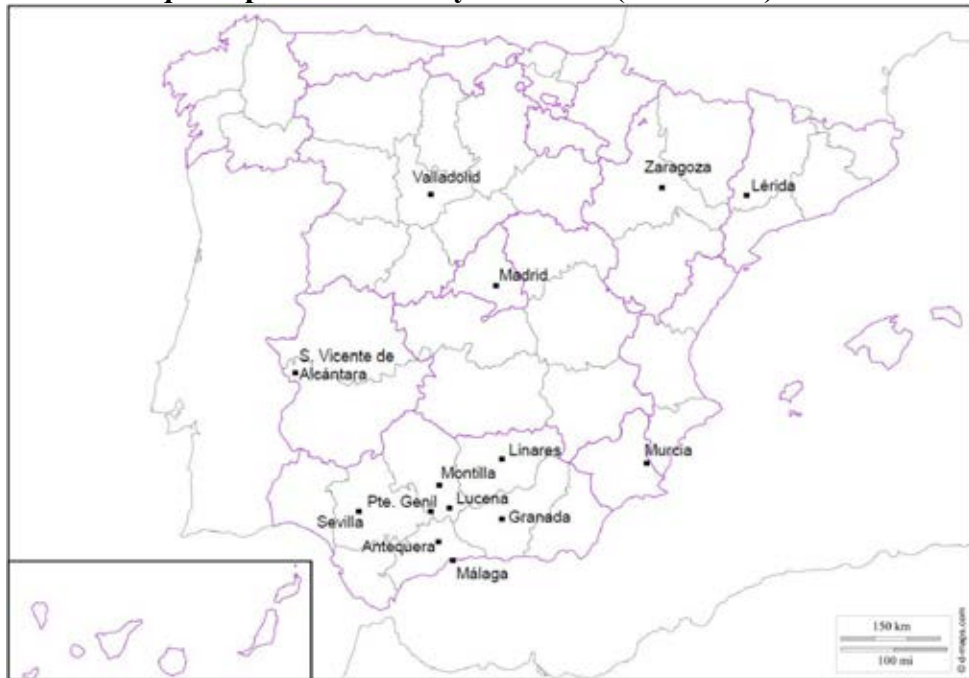 Valladolid
Zaragoza
Lérida
Madrid
S. Vicente de
Alcántara
Linares
Murcia
Montilla
Pte. Genil
Lucena
Sevilla
Granada
Antequera
Málaga
150 km
100 mi
© d-maps.com